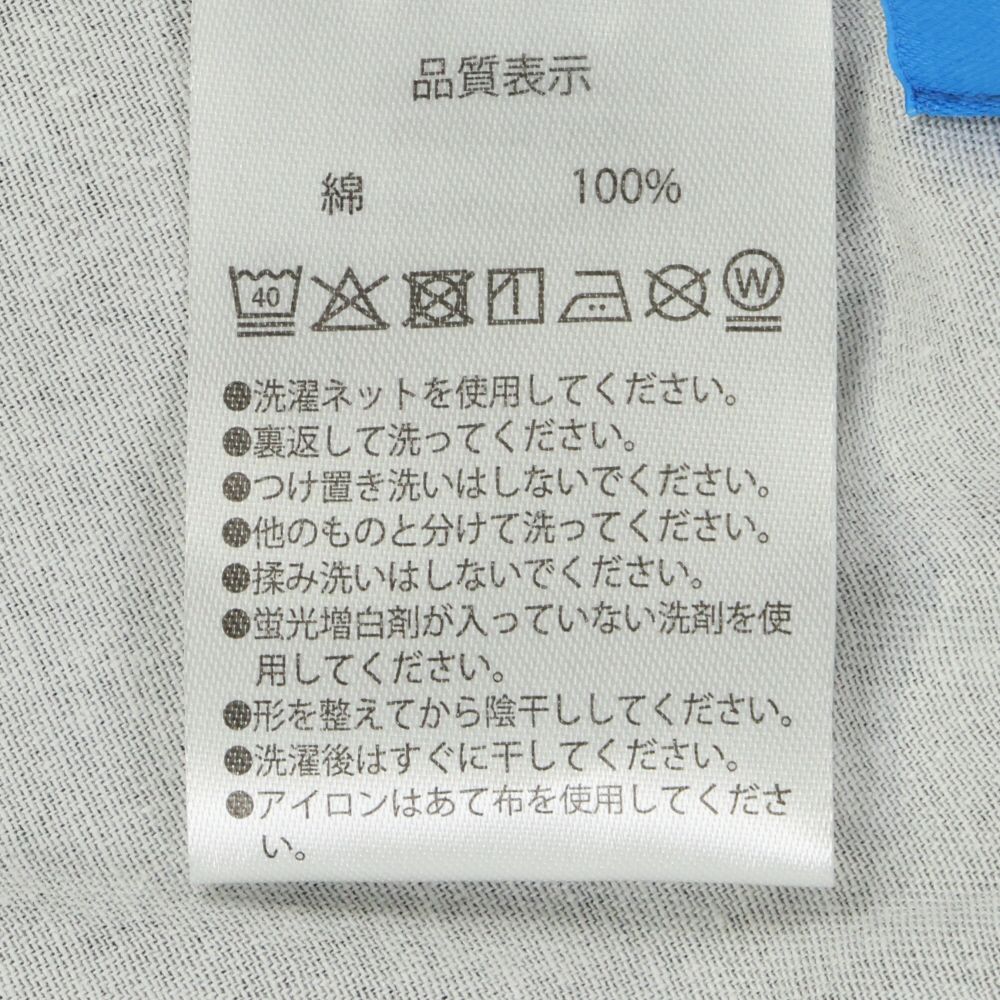 品質表示
綿 100%
40 W
●洗濯ネットを使用してください。
●裏返して洗ってください。
●つけ置き洗いはしないでください。
●他のものと分けて洗ってください。
●揉み洗いはしないでください。
●蛍光増白剤が入っていない洗剤を使
用してください。
●形を整えてから陰干ししてください。
●洗濯後はすぐに干してください。
●アイロンはあて布を使用してくださ
い。